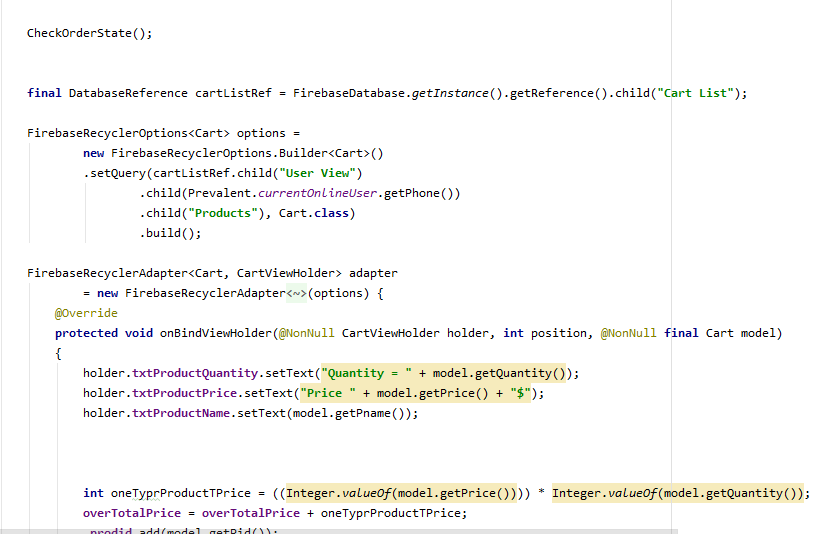 CheckOrderState();
final DatabaseReference cartListRef = FirebaseDatabase.getInstance().getReference().child("Cart List");
FirebaseRecyclerOptions<Cart> options =
new FirebaseRecyclerOptions.Builder<Cart>()
.setQuery(cartListRef.child("User View")
.child(Prevalent.currentOnlineUser.getPhone())
.child("Products"), Cart.class)
.build();
FirebaseRecyclerAdapter<Cart, CartViewHolder> adapter
= new FirebaseRecyclerAdapter<~>(options) {
@Override
protected void onBindViewHolder(@NonNull CartViewHolder holder, int position, @NonNull final Cart model)
{
holder.txtProductQuantity.setText("Quantity = " + model.getQuantity());
holder.txtProductPrice.setText("Price " + model.getPrice() + "$");
holder.txtProductName.setText(model.getPname());
int oneTyprProductTPrice = ((Integer.valueOf(model.getPrice()))) * Integer.valueOf(model.getQuantity());
overTotalPrice = overTotalPrice + oneTyprProductTPrice;
prodid.add(model.getPid());